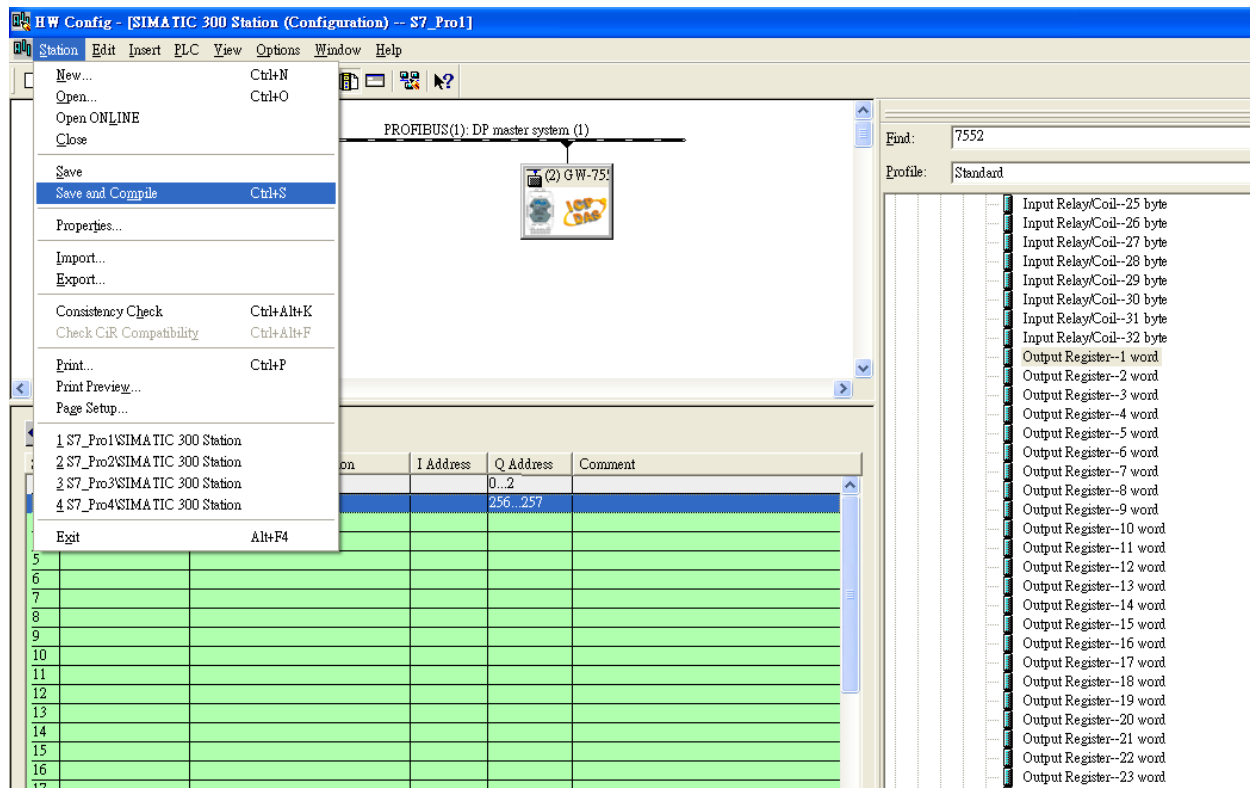 HW Config - [SIMATIC 300 Station (Configuration) -- S7_Pro1]
Station Edit Insert PLC View Options Window Help
New... Ctrl+N
Open... Ctrl+O
Open ONLINE
Close
Save
Save and Compile Ctrl+S
Properties...
Import...
Export...
Consistency Check Ctrl+Alt+K
Check CiR Compatibility Ctrl+Alt+F
Print... Ctrl+P
Print Preview...
Page Setup...
1 S7_Pro1\SIMATIC 300 Station
2 S7_Pro2\SIMATIC 300 Station
3 S7_Pro3\SIMATIC 300 Station
4 S7_Pro4\SIMATIC 300 Station
Exit Alt+F4
PROFIBUS(1): DP master system (1)
(2) GW-75
ICP DAS
I Address Q Address Comment
0...2
256...257
5
6
7
8
9
10
11
12
13
14
15
16
17
Find: 7552
Profile: Standard
Input Relay/Coil--25 byte
Input Relay/Coil--26 byte
Input Relay/Coil--27 byte
Input Relay/Coil--28 byte
Input Relay/Coil--29 byte
Input Relay/Coil--30 byte
Input Relay/Coil--31 byte
Input Relay/Coil--32 byte
Output Register--1 word
Output Register--2 word
Output Register--3 word
Output Register--4 word
Output Register--5 word
Output Register--6 word
Output Register--7 word
Output Register--8 word
Output Register--9 word
Output Register--10 word
Output Register--11 word
Output Register--12 word
Output Register--13 word
Output Register--14 word
Output Register--15 word
Output Register--16 word
Output Register--17 word
Output Register--18 word
Output Register--19 word
Output Register--20 word
Output Register--21 word
Output Register--22 word
Output Register--23 word